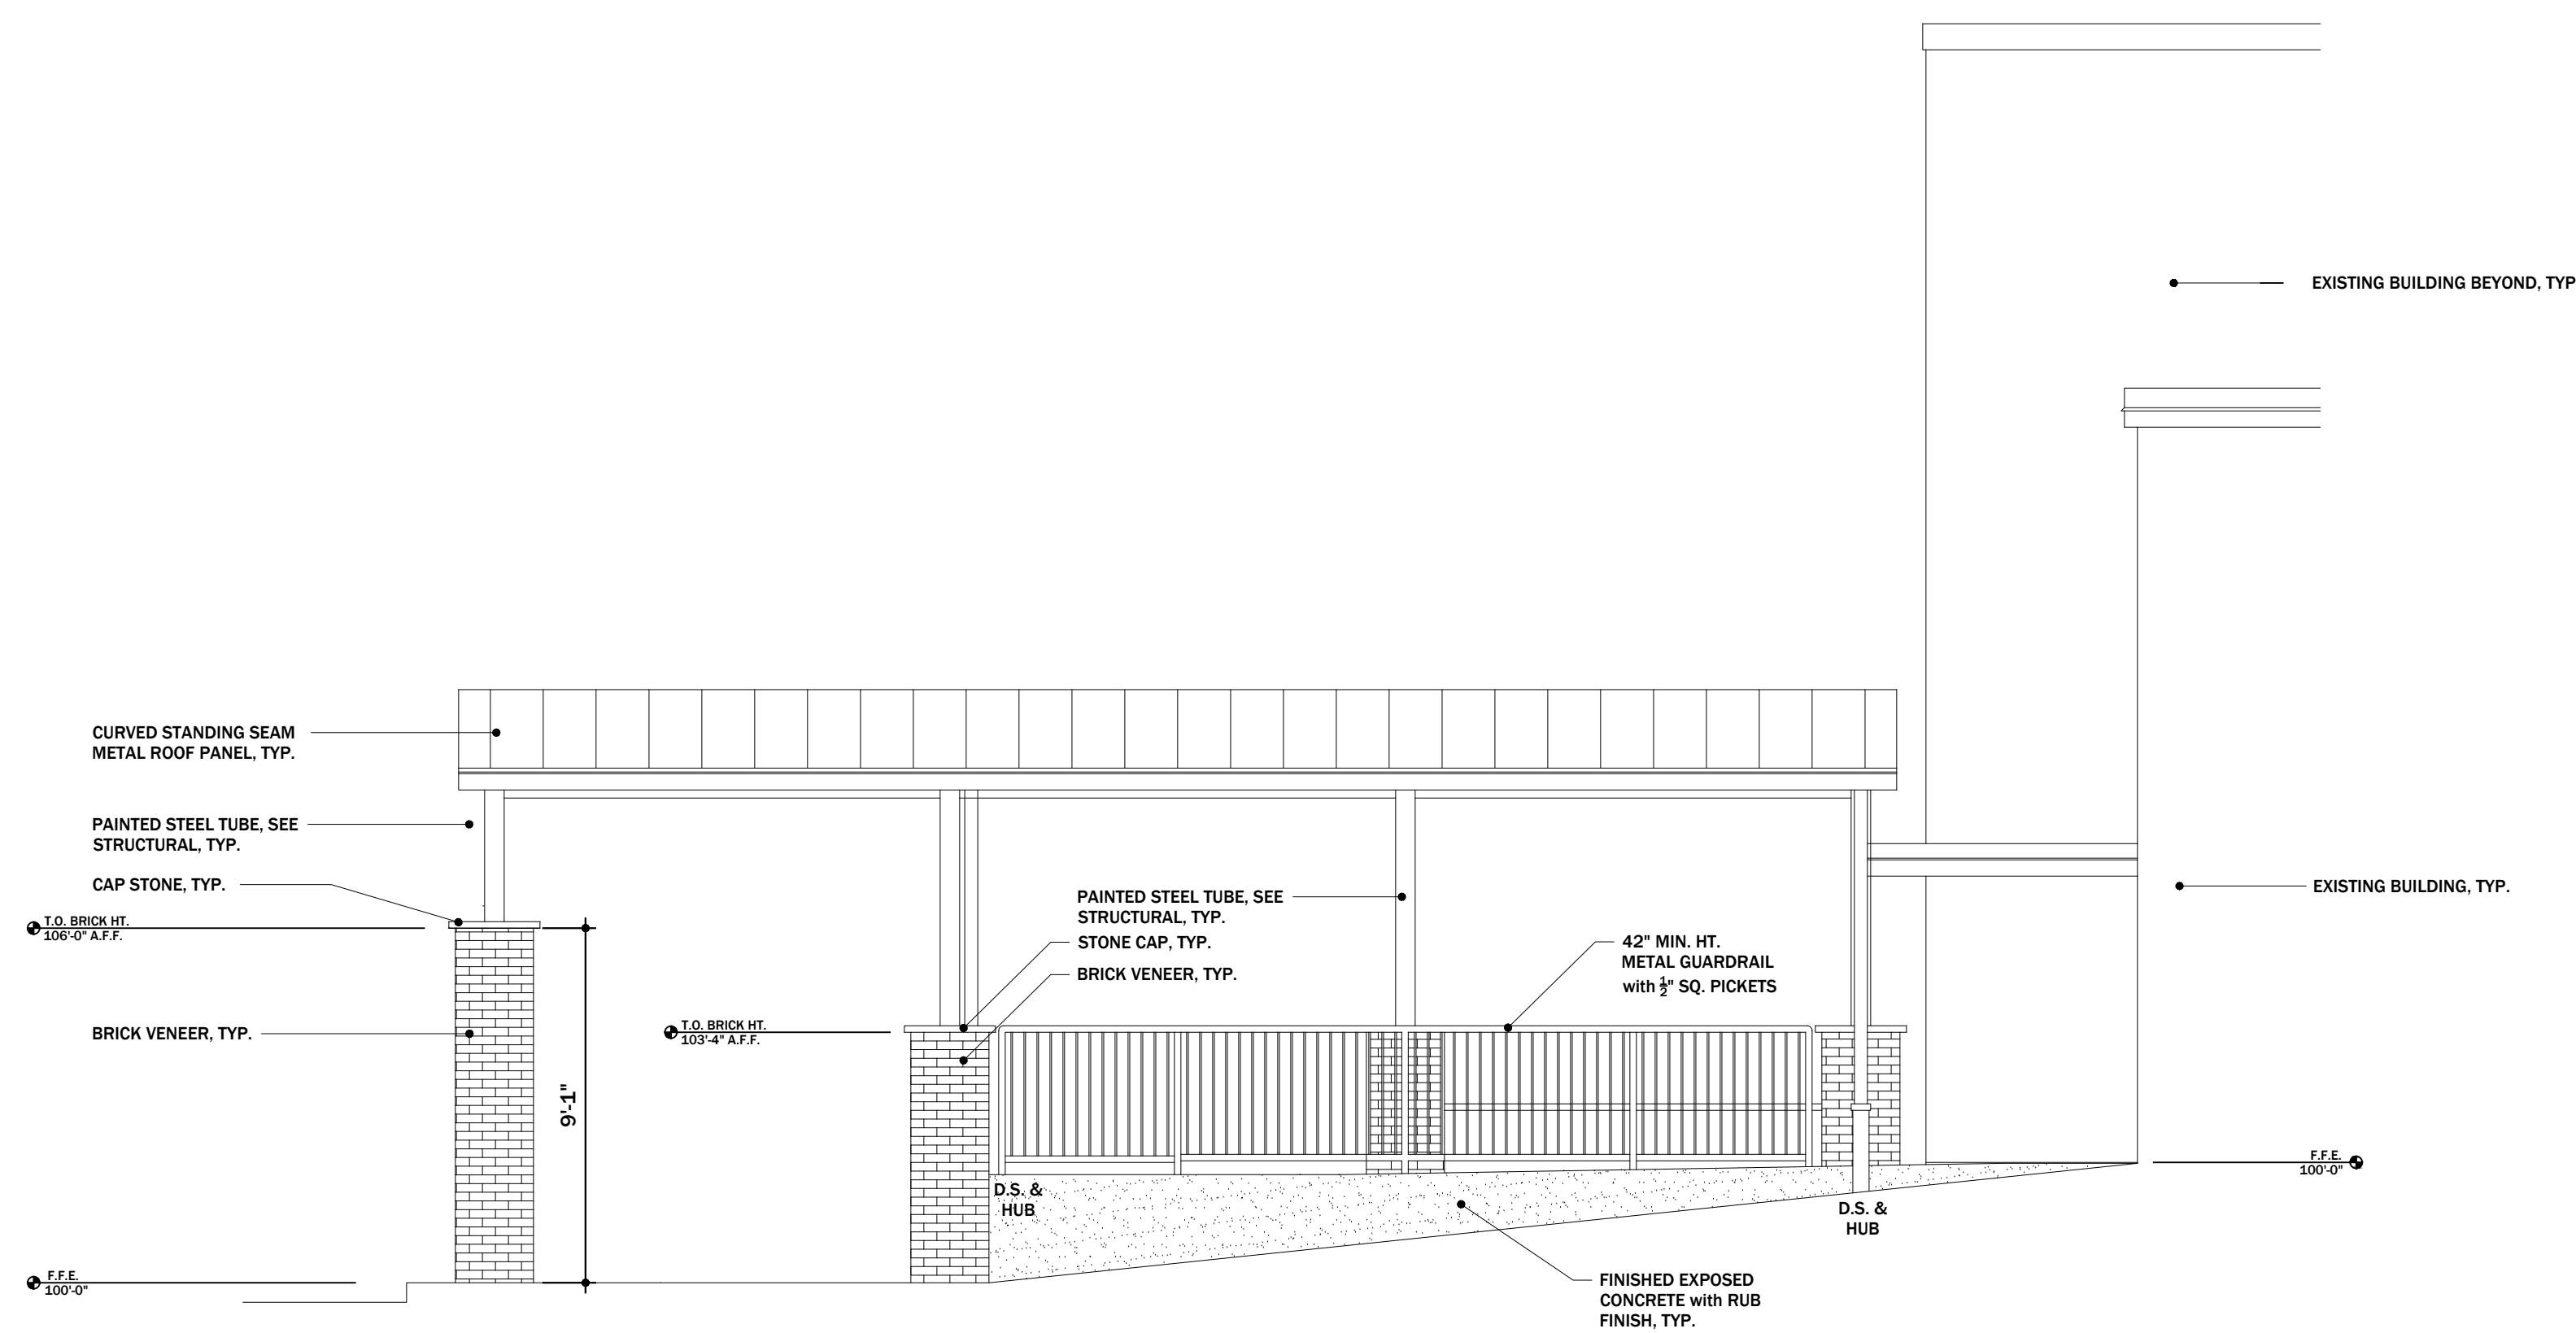 EXISTING BUILDING BEYOND, TYP
CURVED STANDING SEAM
METAL ROOF PANEL, TYP.
PAINTED STEEL TUBE, SEE
STRUCTURAL, TYP.
CAP STONE, TYP.
T.O. BRICK HT.
106'-0" A.F.F.
BRICK VENEER, TYP.
F.F.E.
100'-0"
9'-1"
T.O. BRICK HT.
103'-4" A.F.F.
PAINTED STEEL TUBE, SEE
STRUCTURAL, TYP.
STONE CAP, TYP.
BRICK VENEER, TYP.
42" MIN. HT.
METAL GUARDRAIL
with ½" SQ. PICKETS
EXISTING BUILDING, TYP.
F.F.E.
100'-0"
D.S. &
HUB
D.S. &
HUB
FINISHED EXPOSED
CONCRETE with RUB
FINISH, TYP.